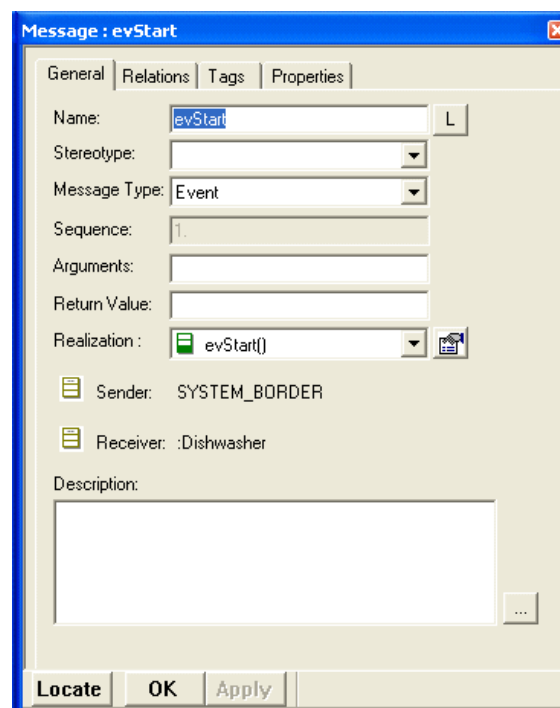 Message : evStart
General Relations Tags Properties
Name: evStart L
Stereotype:
Message Type: Event
Sequence: 1.
Arguments:
Return Value:
Realization : evStart()
Sender: SYSTEM_BORDER
Receiver: :Dishwasher
Description:
...
Locate OK Apply